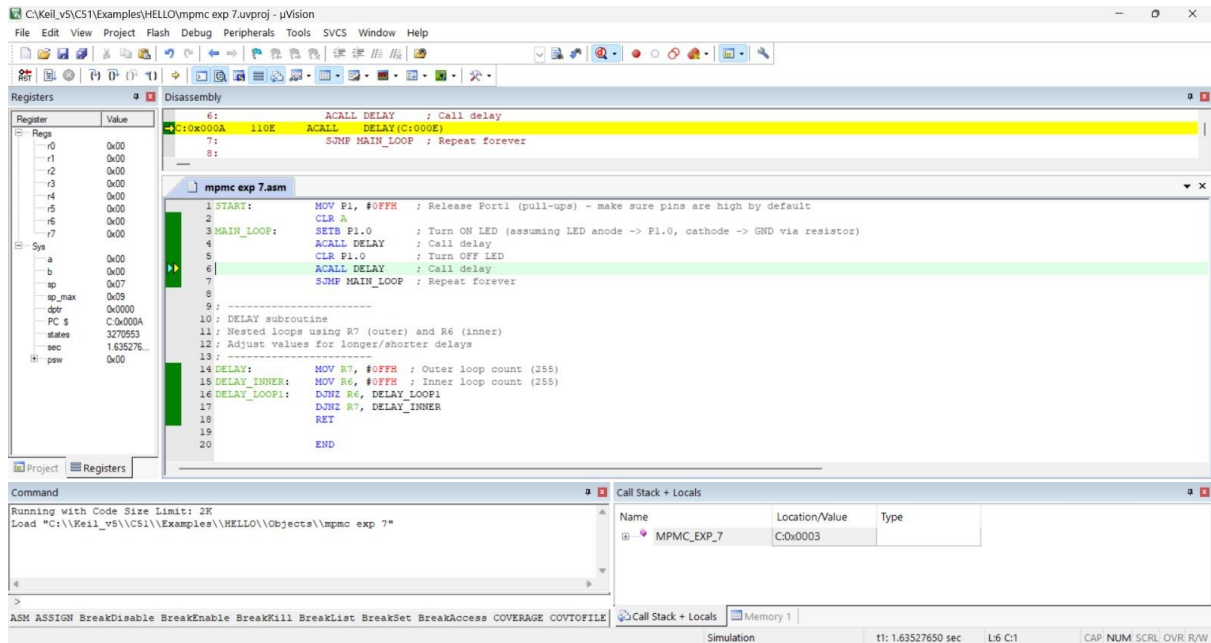 C:\Keil_v5\C51\Examples\HELLO\mpmc exp 7.uvproj - µVision
File Edit View Project Flash Debug Peripherals Tools SVCS Window Help
Registers
Register Value
Regs
r0 0x00
r1 0x00
r2 0x00
r3 0x00
r4 0x00
r5 0x00
r6 0x00
r7 0x00
Sys
a 0x00
b 0x00
sp 0x07
sp_max 0x09
dptr 0x0000
PC $ C:0x000A
states 3270553
sec 1.635276...
psw 0x00
Project Registers
Disassembly
6: ACALL DELAY ; Call delay
C:0x000A 110E ACALL DELAY(C:000E)
7: SJMP MAIN_LOOP ; Repeat forever
8:
mpmc exp 7.asm
1 START: MOV P1, #0FFH ; Release Port1 (pull-ups) - make sure pins are high by default
2 CLR A
3 MAIN_LOOP: SETB P1.0 ; Turn ON LED (assuming LED anode -> P1.0, cathode -> GND via resistor)
4 ACALL DELAY ; Call delay
5 CLR P1.0 ; Turn OFF LED
6 ACALL DELAY ; Call delay
7 SJMP MAIN_LOOP ; Repeat forever
8
9 ; ------------------------
10 ; DELAY subroutine
11 ; Nested loops using R7 (outer) and R6 (inner)
12 ; Adjust values for longer/shorter delays
13 ; ------------------------
14 DELAY: MOV R7, #0FFH ; Outer loop count (255)
15 DELAY_INNER: MOV R6, #0FFH ; Inner loop count (255)
16 DELAY_LOOP1: DJNZ R6, DELAY_LOOP1
17 DJNZ R7, DELAY_INNER
18 RET
19
20 END
Command
Running with Code Size Limit: 2K
Load "C:\\Keil_v5\\C51\\Examples\\HELLO\\Objects\\mpmc exp 7"
>
ASM ASSIGN BreakDisable BreakEnable BreakKill BreakList BreakSet BreakAccess COVERAGE COVTOFILE
Call Stack + Locals
Name Location/Value Type
MPMC_EXP_7 C:0x0003
Call Stack + Locals Memory 1
Simulation t1: 1.63527650 sec L:6 C:1 CAP NUM SCRL OVR R/W